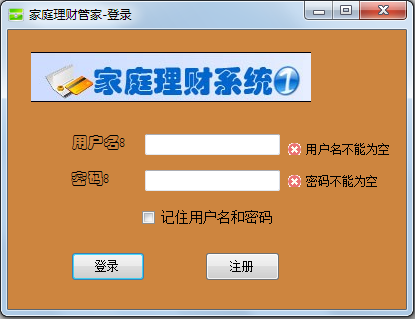 家庭理财管家-登录
家庭理财系统1
用户名: 用户名不能为空
密码: 密码不能为空
记住用户名和密码
登录 注册